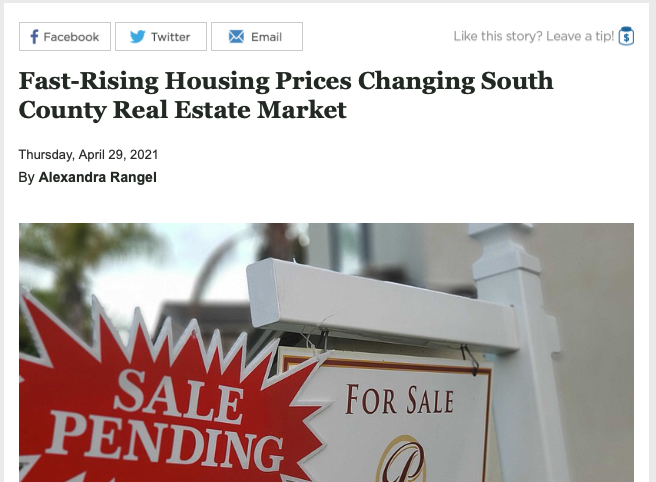 Facebook
Twitter
Email
Like this story? Leave a tip!
$
Fast-Rising Housing Prices Changing South
County Real Estate Market
Thursday, April 29, 2021
By Alexandra Rangel
FOR SALE
SALE
PENDING